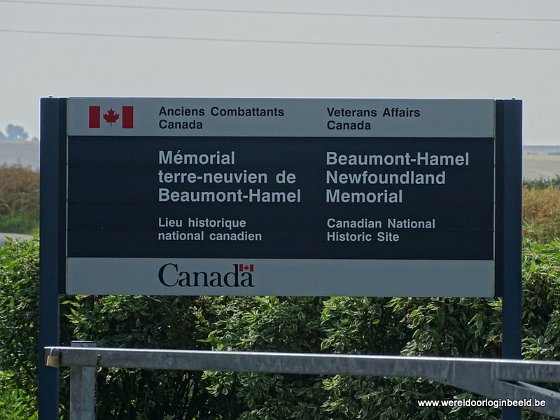 Anciens Combattants
Canada
Veterans Affairs
Canada
Mémorial
terre-neuvien de
Beaumont-Hamel
Beaumont-Hamel
Newfoundland
Memorial
Lieu historique
national canadien
Canadian National
Historic Site
Canada
www.wereldoorloginbeeld.be